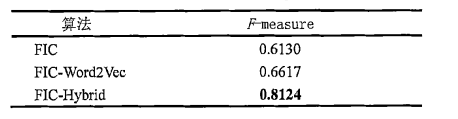 算法 F-measure
FIC 0.6130
FIC-Word2Vec 0.6617
FIC-Hybrid 0.8124